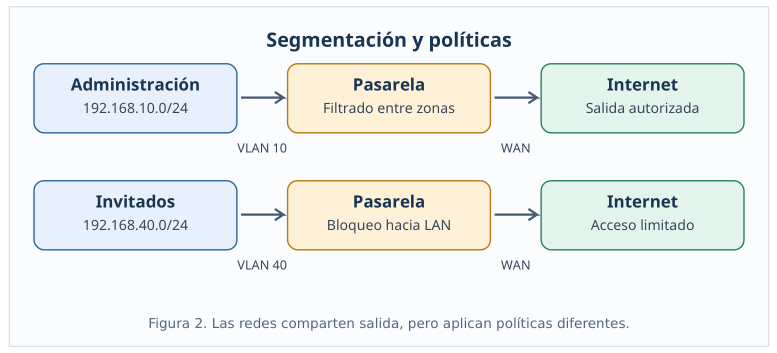 Segmentación y políticas
Administración
192.168.10.0/24
Pasarela
Filtrado entre zonas
Internet
Salida autorizada
VLAN 10
WAN
Invitados
192.168.40.0/24
Pasarela
Bloqueo hacia LAN
Internet
Acceso limitado
VLAN 40
WAN
Figura 2. Las redes comparten salida, pero aplican políticas diferentes.